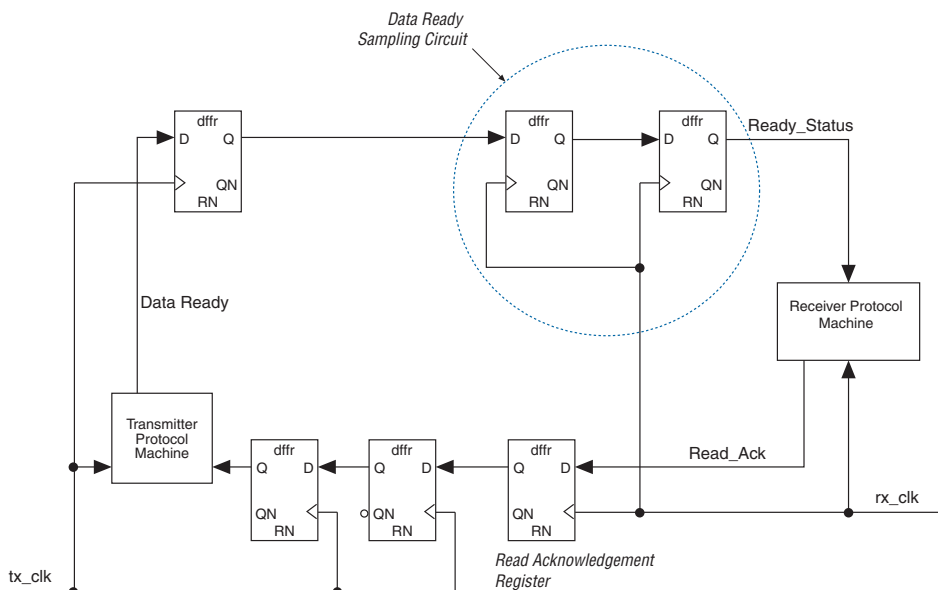 Data Ready
Sampling Circuit
dffr
D
Q
QN
RN
dffr
D
Q
QN
RN
dffr
D
Q
QN
RN
Ready_Status
Data Ready
Receiver Protocol
Machine
Transmitter
Protocol
Machine
dffr
Q
D
QN
RN
dffr
Q
D
QN
RN
dffr
Q
D
QN
RN
Read_Ack
rx_clk
Read Acknowledgement
Register
tx_clk